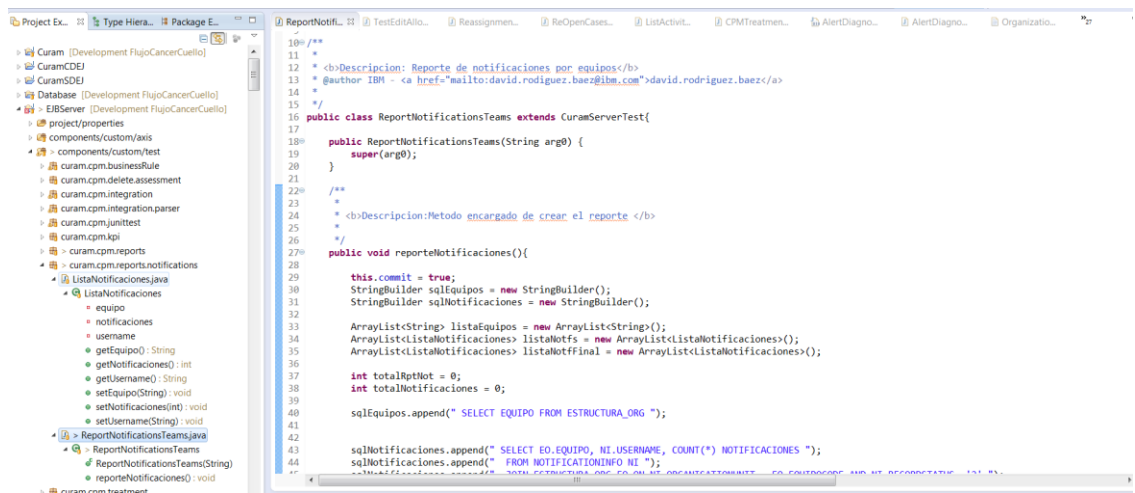 Project Ex...
Type Hiera...
Package E...
Curam [Development FlujoCancerCuello]
CuramCDEJ
CuramSDEJ
Database [Development FlujoCancerCuello]
> EJBServer [Development FlujoCancerCuello]
project/properties
components/custom/axis
> components/custom/test
curam.cpm.businessRule
curam.cpm.delete.assessment
curam.cpm.integration
curam.cpm.integration.parser
curam.cpm.junittest
curam.cpm.kpi
> curam.cpm.reports
> curam.cpm.reports.notifications
ListaNotificaciones.java
ListaNotificaciones
equipo
notificaciones
username
getEquipo() : String
getNotificaciones() : int
getUsername() : String
setEquipo(String) : void
setNotificaciones(int) : void
setUsername(String) : void
> ReportNotificationsTeams.java
> ReportNotificationsTeams
ReportNotificationsTeams(String)
reporteNotificaciones() : void
curam.cpm.treatment
ReportNotifi...
TestEditAllo...
Reassignmen...
ReOpenCases...
ListActivit...
CPMTreatmen...
AlertDiagno...
AlertDiagno...
Organizatio...
»27
10 /**
11 *
12 * <b>Descripcion: Reporte de notificaciones por equipos</b>
13 * @author IBM - <a href="mailto:david.rodiguez.baez@ibm.com">david.rodriguez.baez</a>
14 *
15 */
16 public class ReportNotificationsTeams extends CuramServerTest{
17
18 public ReportNotificationsTeams(String arg0) {
19 super(arg0);
20 }
21
22 /**
23 *
24 * <b>Descripcion:Metodo encargado de crear el reporte </b>
25 *
26 */
27 public void reporteNotificaciones(){
28
29 this.commit = true;
30 StringBuilder sqlEquipos = new StringBuilder();
31 StringBuilder sqlNotificaciones = new StringBuilder();
32
33 ArrayList<String> listaEquipos = new ArrayList<String>();
34 ArrayList<ListaNotificaciones> listaNotfs = new ArrayList<ListaNotificaciones>();
35 ArrayList<ListaNotificaciones> listaNotfFinal = new ArrayList<ListaNotificaciones>();
36
37 int totalRptNot = 0;
38 int totalNotificaciones = 0;
39
40 sqlEquipos.append(" SELECT EQUIPO FROM ESTRUCTURA_ORG ");
41
42
43 sqlNotificaciones.append(" SELECT EO.EQUIPO, NI.USERNAME, COUNT(*) NOTIFICACIONES ");
44 sqlNotificaciones.append(" FROM NOTIFICATIONINFO NI ");